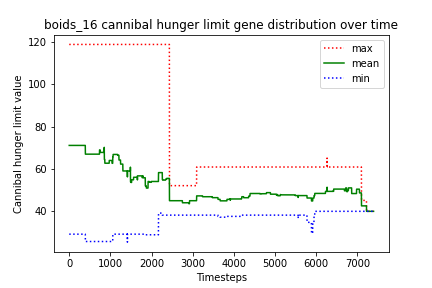 boids_16 cannibal hunger limit gene distribution over time
max
mean
min
Cannibal hunger limit value
120
100
80
60
40
0
1000
2000
3000
4000
5000
6000
7000
Timesteps